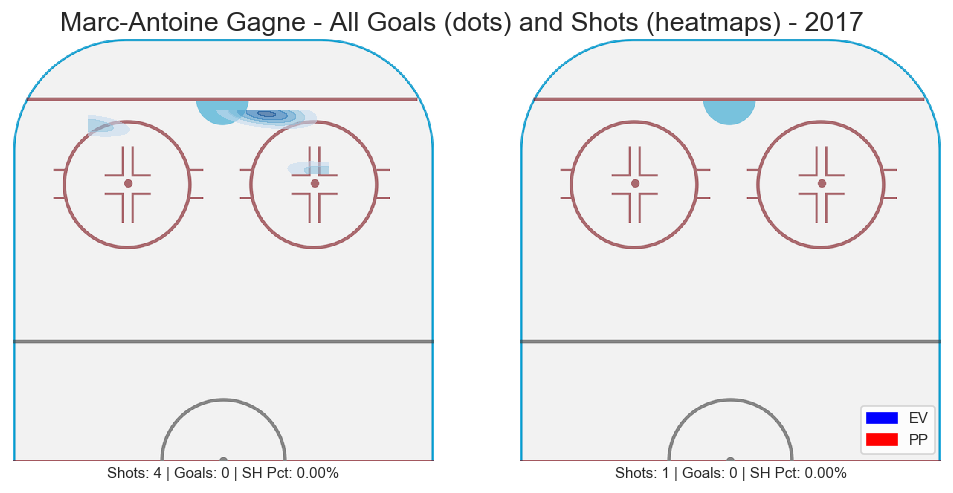 Marc-Antoine Gagne - All Goals (dots) and Shots (heatmaps) - 2017
EV
PP
Shots: 4 | Goals: 0 | SH Pct: 0.00%
Shots: 1 | Goals: 0 | SH Pct: 0.00%